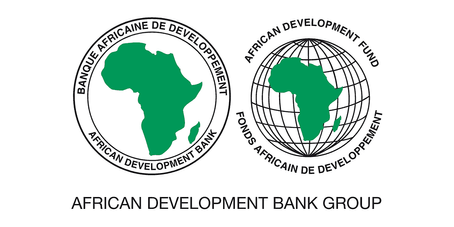 BANQUE AFRICAINE DE DEVELOPPEMENT
AFRICAN DEVELOPMENT BANK
AFRICAN DEVELOPMENT FUND
FONDS AFRICAIN DE DEVELOPPEMENT
AFRICAN DEVELOPMENT BANK GROUP